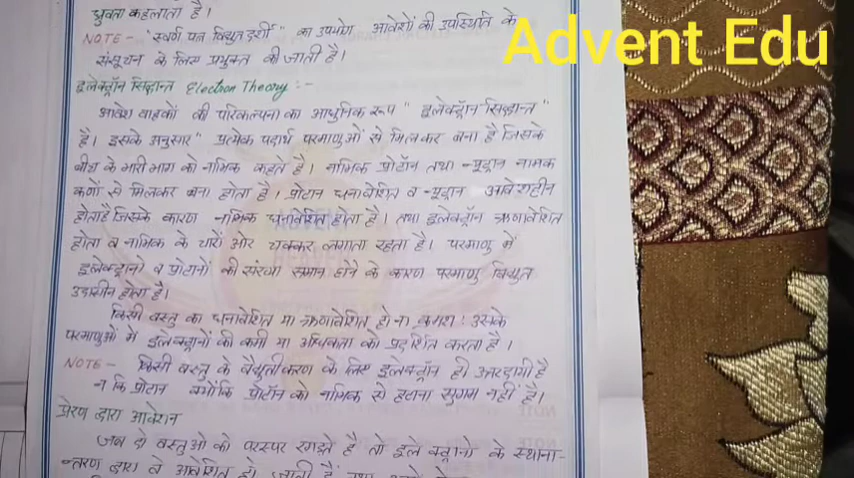 ध्रुवता कहलाता है।
NOTE - "स्वर्ण पत्र विद्युतदर्शी" का उपयोग आवेशों की उपस्थिति के
संसूचन के लिए प्रयुक्त की जाती है।
Advent Edu
इलेक्ट्रॉन सिद्धान्त Electron Theory :-
आवेश वाहकों की परिकल्पना का आधुनिक रूप " इलेक्ट्रॉन सिद्धान्त "
है। इसके अनुसार " प्रत्येक पदार्थ परमाणुओं से मिलकर बना है जिसके
बीच के भारी भाग को नाभिक कहते है। नाभिक प्रोटॉन तथा न्यूट्रान नामक
कणों से मिलकर बना होता है। प्रोटान धनावेशित व न्यूट्रान आवेशहीन
होता है जिसके कारण नाभिक धनावेशित होता है। तथा इलेक्ट्रॉन ऋणावेशित
होता व नाभिक के चारों ओर चक्कर लगाता रहता है। परमाणु में
इलेक्ट्रानों व प्रोटानों की संख्या समान होने के कारण परमाणु विद्युत
उदासीन होता है।
किसी वस्तु का धनावेशित या ऋणावेशित होना क्रमश: उसके
परमाणुओं में इलेक्ट्रानों की कमी या अधिकता को प्रदर्शित करता है।
NOTE - किसी वस्तु के वैद्युतीकरण के लिए इलेक्ट्रॉन ही उत्तरदायी है
न कि प्रोटान क्योंकि प्रोटॉन को नाभिक से हटाना सुगम नहीं है।
प्रेरण द्वारा आवेशन
जब दो वस्तुओ को परस्पर रगड़ते है तो इलेक्ट्रानो के स्थाना-
न्तरण द्वारा वे आवेशित हो जाती हैं तथा